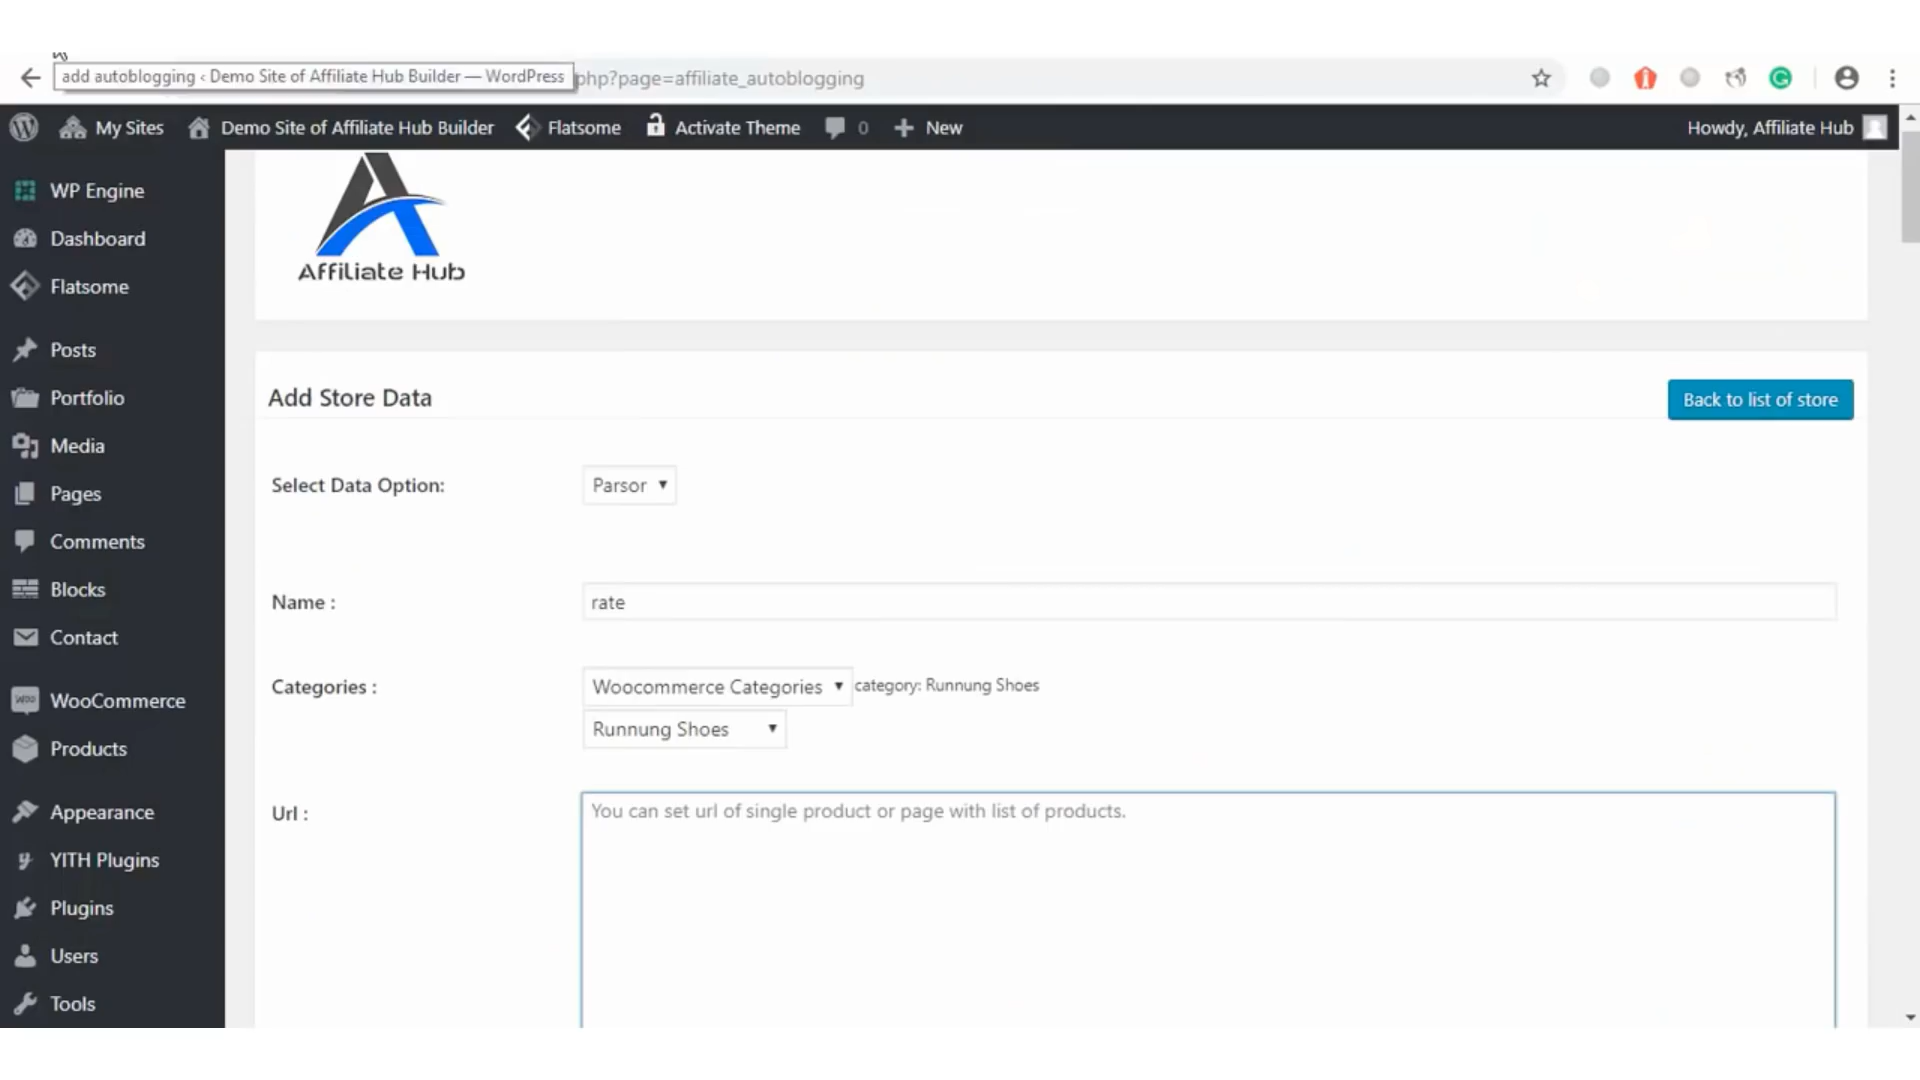 add autoblogging ‹ Demo Site of Affiliate Hub Builder — WordPress php?page=affiliate_autoblogging
My Sites Demo Site of Affiliate Hub Builder Flatsome Activate Theme 0 New Howdy, Affiliate Hub
WP Engine
Dashboard
Flatsome
Posts
Portfolio
Media
Pages
Comments
Blocks
Contact
WooCommerce
Products
Appearance
YITH Plugins
Plugins
Users
Tools
Affiliate Hub
Add Store Data
Back to list of store
Select Data Option: Parsor
Name : rate
Categories : Woocommerce Categories category: Runnung Shoes
Runnung Shoes
Url : You can set url of single product or page with list of products.